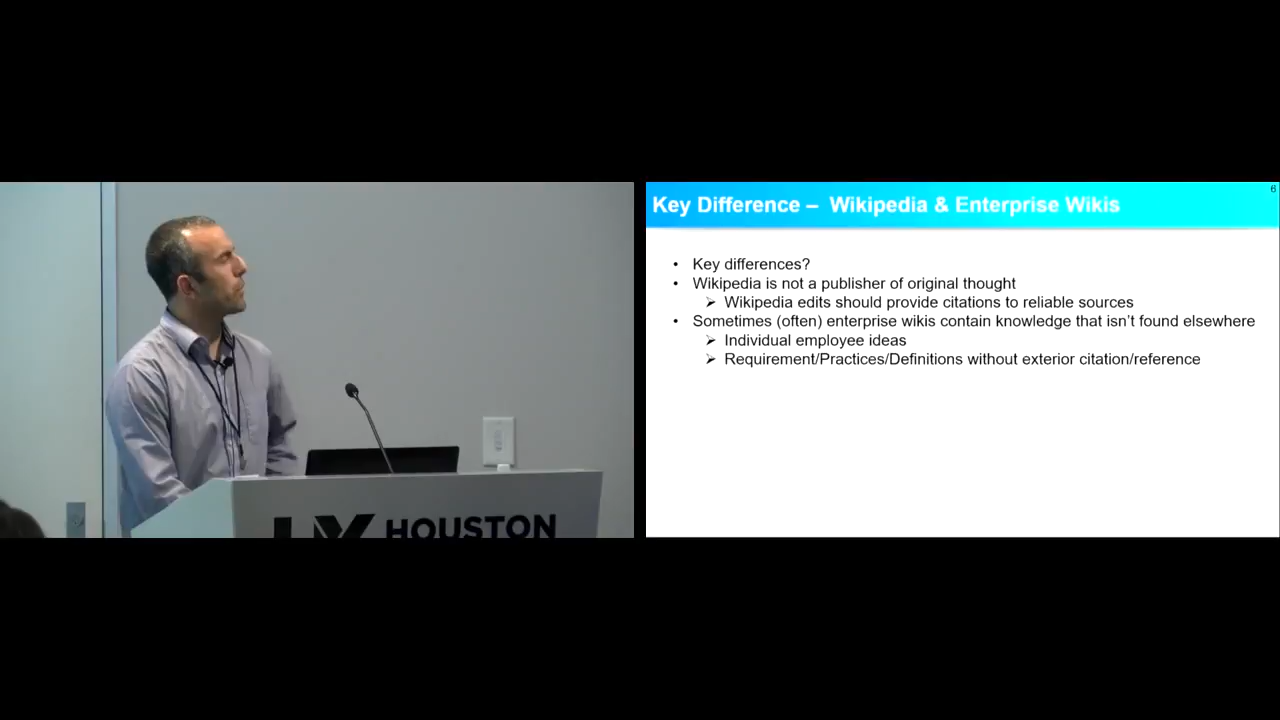 6
Key Difference – Wikipedia & Enterprise Wikis
• Key differences?
• Wikipedia is not a publisher of original thought
➢ Wikipedia edits should provide citations to reliable sources
• Sometimes (often) enterprise wikis contain knowledge that isn't found elsewhere
➢ Individual employee ideas
➢ Requirement/Practices/Definitions without exterior citation/reference
HOUSTON